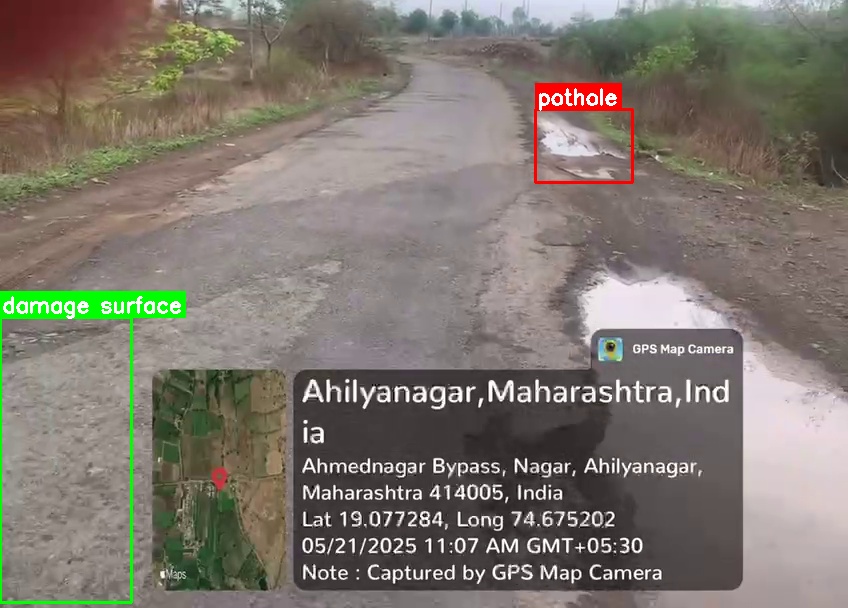 pothole
damage surface
GPS Map Camera
Ahilyanagar,Maharashtra,Ind
ia
Ahmednagar Bypass, Nagar, Ahilyanagar,
Maharashtra 414005, India
Lat 19.077284, Long 74.675202
05/21/2025 11:07 AM GMT+05:30
Note : Captured by GPS Map Camera
Maps